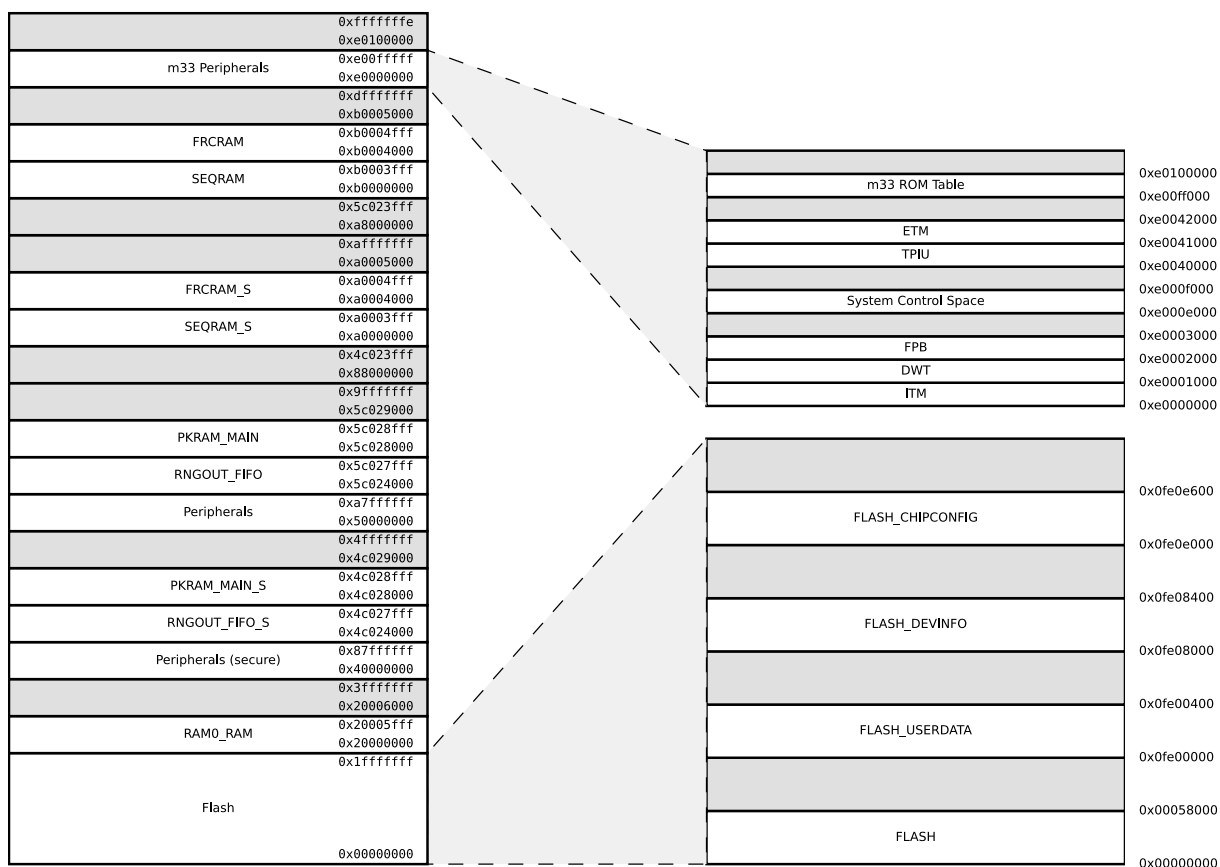 0xfffffffe
0xe0100000
m33 Peripherals
0xe00fffff
0xe0000000
0xdfffffff
0xb0005000
FRCRAM
0xb0004fff
0xb0004000
SEQRAM
0xb0003fff
0xb0000000
0x5c023fff
0xa8000000
0xafffffff
0xa0005000
FRCRAM_S
0xa0004fff
0xa0004000
SEQRAM_S
0xa0003fff
0xa0000000
0x4c023fff
0x88000000
0x9fffffff
0x5c029000
PKRAM_MAIN
0x5c028fff
0x5c028000
RNGOUT_FIFO
0x5c027fff
0x5c024000
Peripherals
0xa7ffffff
0x50000000
0x4fffffff
0x4c029000
PKRAM_MAIN_S
0x4c028fff
0x4c028000
RNGOUT_FIFO_S
0x4c027fff
0x4c024000
Peripherals (secure)
0x87ffffff
0x40000000
0x3fffffff
0x20006000
RAM0_RAM
0x20005fff
0x20000000
0x1fffffff
Flash
0x00000000
0xe0100000
m33 ROM Table
0xe00ff000
0xe0042000
ETM
0xe0041000
TPIU
0xe0040000
0xe000f000
System Control Space
0xe000e000
0xe0003000
FPB
0xe0002000
DWT
0xe0001000
ITM
0xe0000000
0x0fe0e600
FLASH_CHIPCONFIG
0x0fe0e000
0x0fe08400
FLASH_DEVINFO
0x0fe08000
0x0fe00400
FLASH_USERDATA
0x0fe00000
0x00058000
FLASH
0x00000000